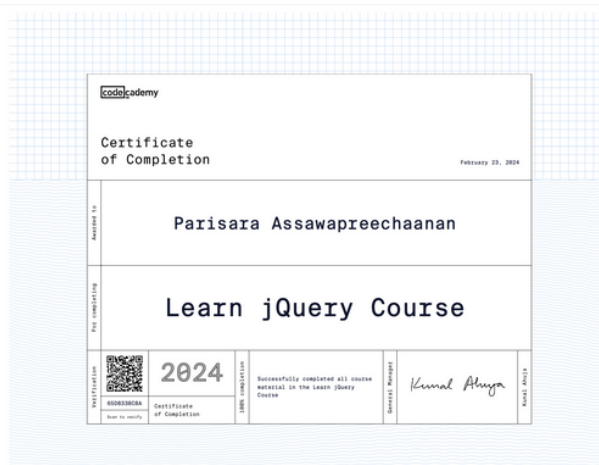 codecademy
Certificate
of Completion
February 23, 2024
Awarded to
Parisara Assawapreechaanan
For completing
Learn jQuery Course
Verification
65D8338C8A
Scan to verify
2024
Certificate
of Completion
100% completion
Successfully completed all course
material in the Learn jQuery
Course
General Manager
Kunal Ahuja
Kunal Ahuja